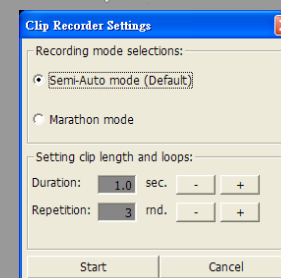 Clip Recorder Settings
Recording mode selections:
Semi-Auto mode (Default)
Marathon mode
Setting clip length and loops:
Duration: 1.0 sec. - +
Repetition: 3 rnd. - +
Start Cancel